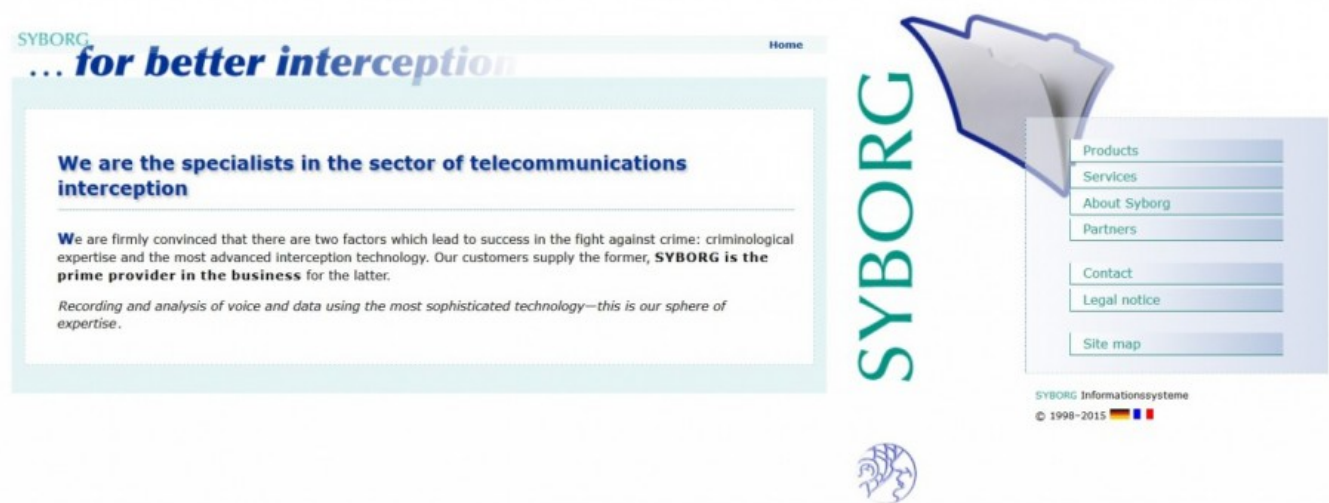 SYBORG
... for better interception
Home
We are the specialists in the sector of telecommunications
interception
We are firmly convinced that there are two factors which lead to success in the fight against crime: criminological
expertise and the most advanced interception technology. Our customers supply the former, SYBORG is the
prime provider in the business for the latter.
Recording and analysis of voice and data using the most sophisticated technology—this is our sphere of
expertise.
SYBORG
Products
Services
About Syborg
Partners
Contact
Legal notice
Site map
SYBORG Informationssysteme
© 1998–2015